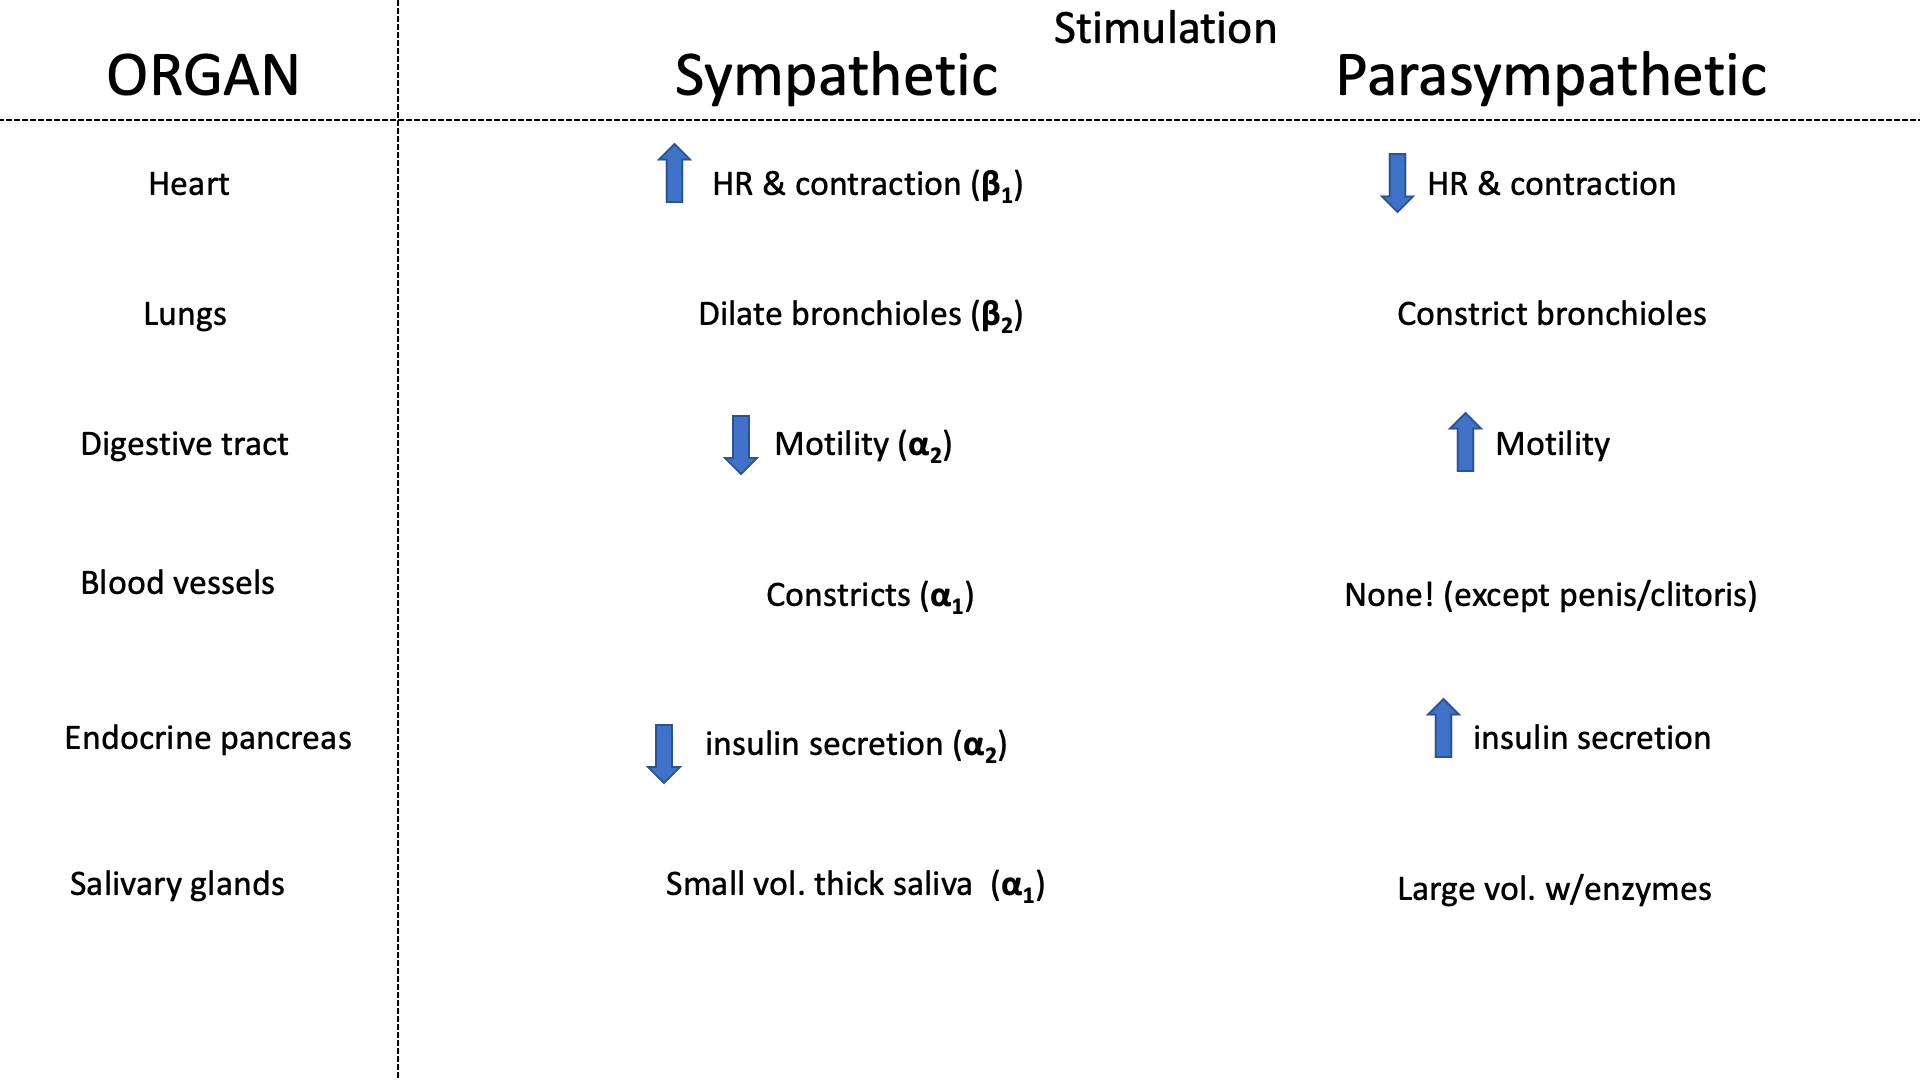 Stimulation
ORGAN Sympathetic Parasympathetic
Heart HR & contraction (β₁) HR & contraction
Lungs Dilate bronchioles (β₂) Constrict bronchioles
Digestive tract Motility (α₂) Motility
Blood vessels Constricts (α₁) None! (except penis/clitoris)
Endocrine pancreas insulin secretion (α₂) insulin secretion
Salivary glands Small vol. thick saliva (α₁) Large vol. w/enzymes